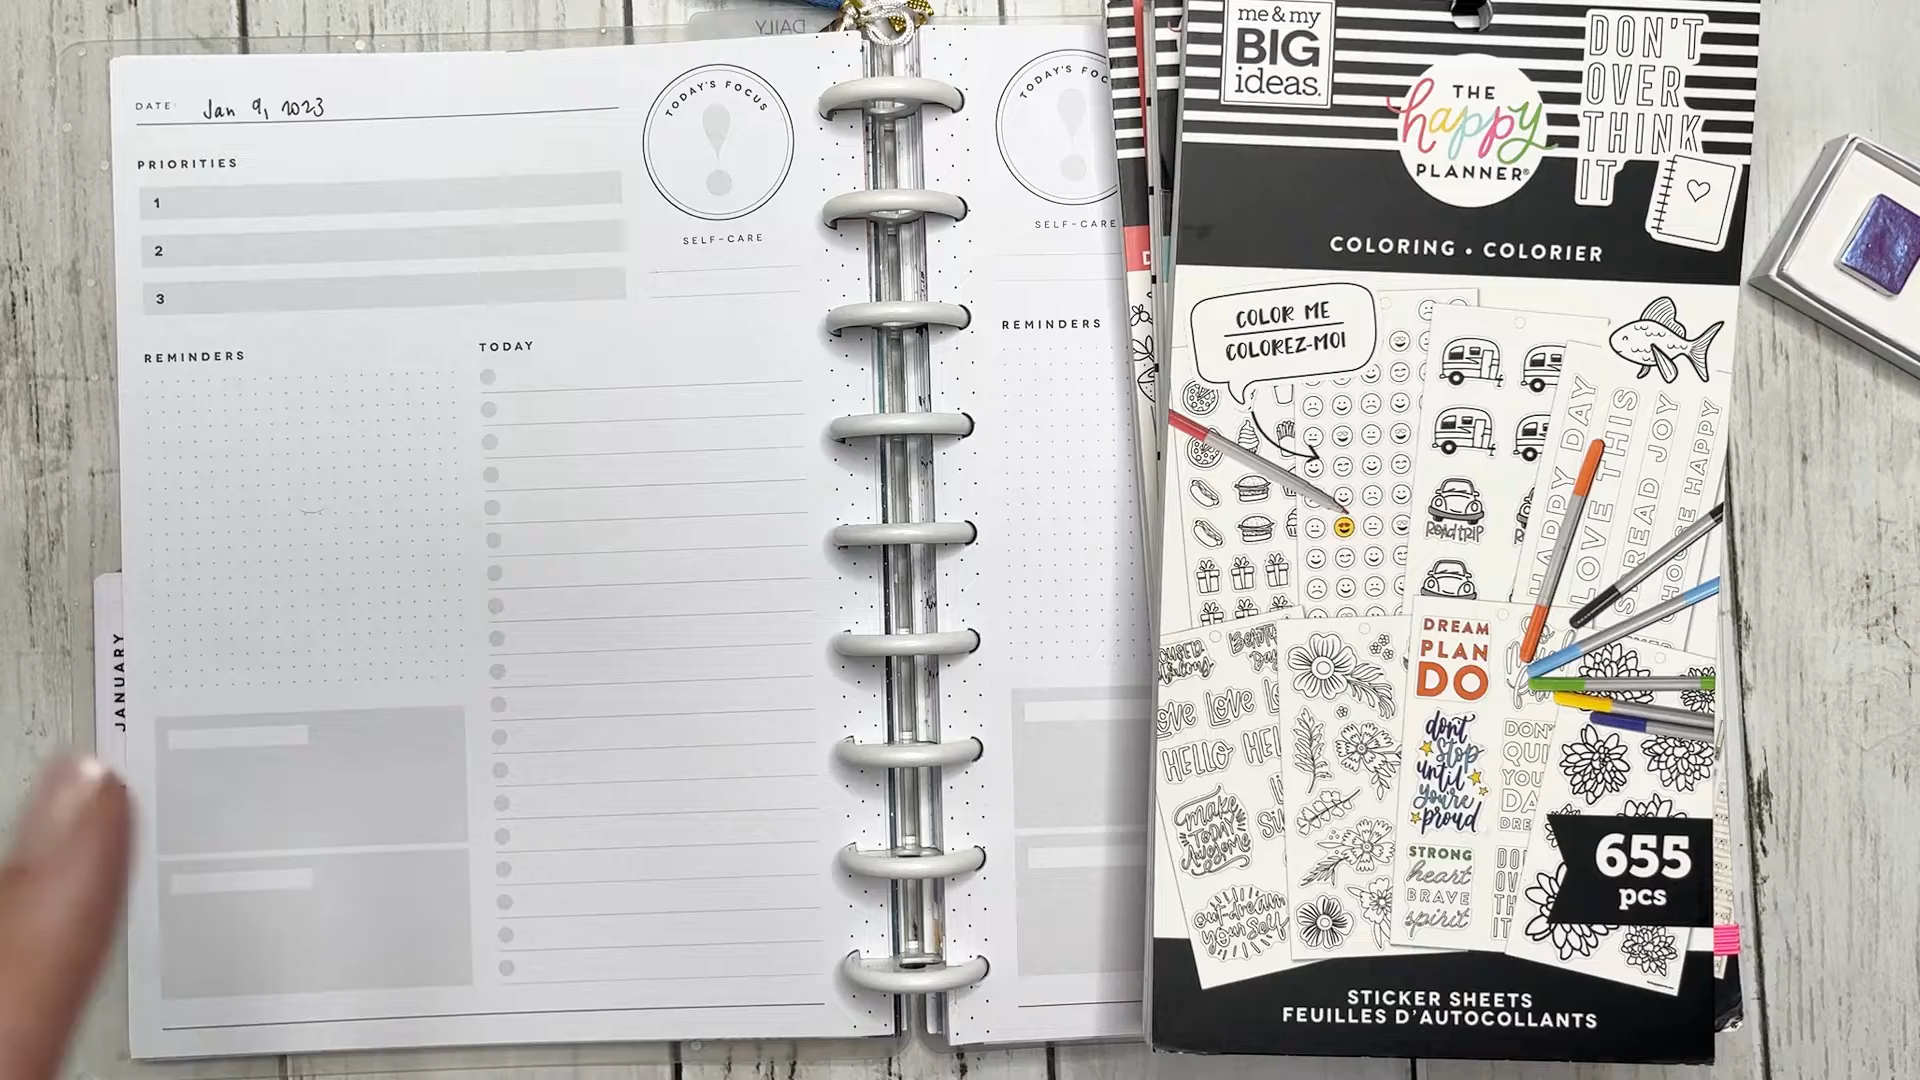 DAILY
DATE: Jan 9, 2023
TODAY'S FOCUS
PRIORITIES
1
2
3
SELF-CARE
REMINDERS
TODAY
JANUARY
TODAY'S
SELF-CARE
REMINDERS
me & my
BIG
ideas.
THE
happy
PLANNER®
DON'T
OVER
THINK
IT
COLORING • COLORIER
COLOR ME
COLOREZ-MOI
ROAD TRIP
HAPPY DAY
LOVE THIS
SPREAD JOY
CHOOSE HAPPY
DREAM
PLAN
DO
LOVE LOVE
HELLO
make
TODAY
Awesome
out-dream
yourself
don't
stop
until
you're
proud
STRONG
heart
BRAVE
spirit
655
pcs
STICKER SHEETS
FEUILLES D'AUTOCOLLANTS